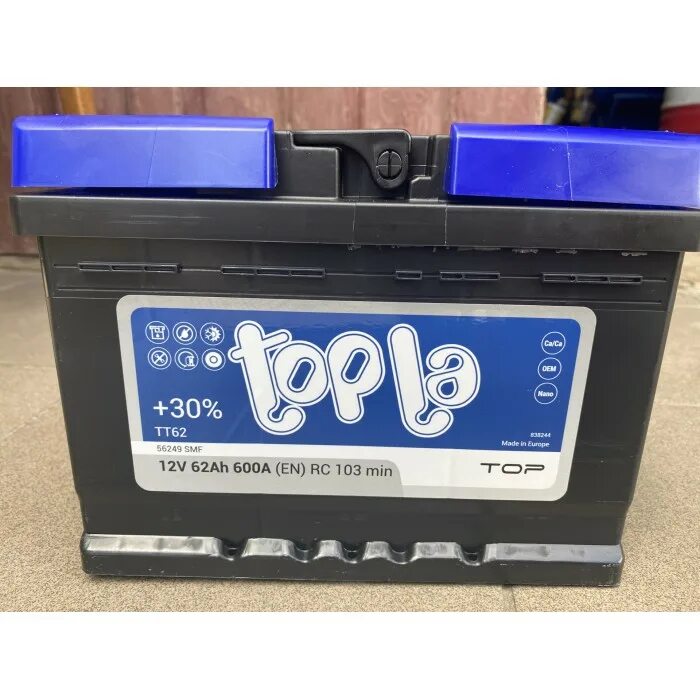 topla
Ca/Ca
OEM
Nano
+30%
TT62
56249 SMF
838244
Made in Europe
12V 62Ah 600A (EN) RC 103 min
TOP